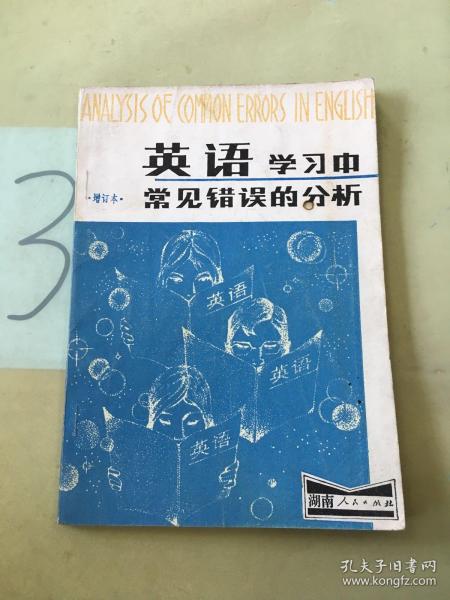 ANALYSIS OF COMMON ERRORS IN ENGLISH
英语 学习中
·增订本·
常见错误的分析
3
英语
英语
英语
湖南人民出版社
孔夫子旧书网
www.kongfz.com